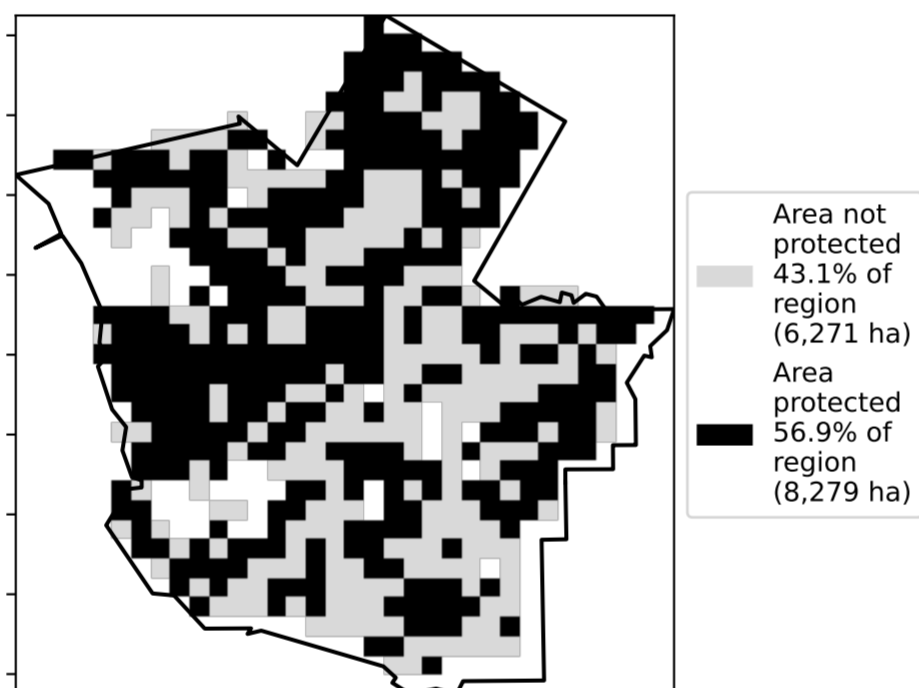 Area not
protected
43.1% of
region
(6,271 ha)
Area
protected
56.9% of
region
(8,279 ha)